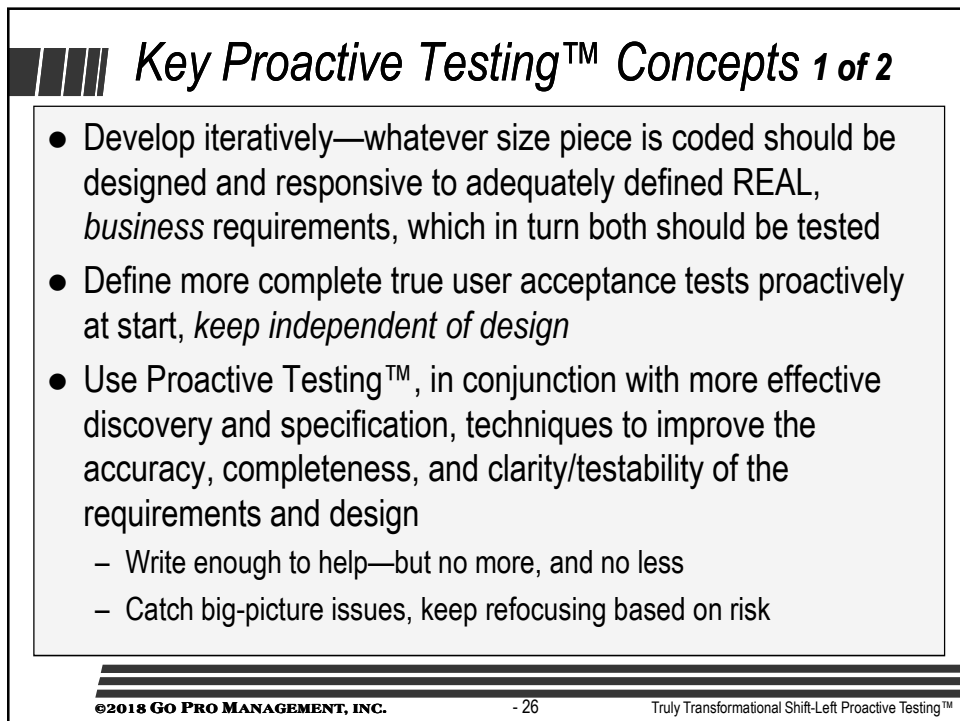 Key Proactive Testing™ Concepts 1 of 2
● Develop iteratively—whatever size piece is coded should be
designed and responsive to adequately defined REAL,
business requirements, which in turn both should be tested
● Define more complete true user acceptance tests proactively
at start, keep independent of design
● Use Proactive Testing™, in conjunction with more effective
discovery and specification, techniques to improve the
accuracy, completeness, and clarity/testability of the
requirements and design
– Write enough to help—but no more, and no less
– Catch big-picture issues, keep refocusing based on risk
©2018 GO PRO MANAGEMENT, INC.
- 26
Truly Transformational Shift-Left Proactive Testing™